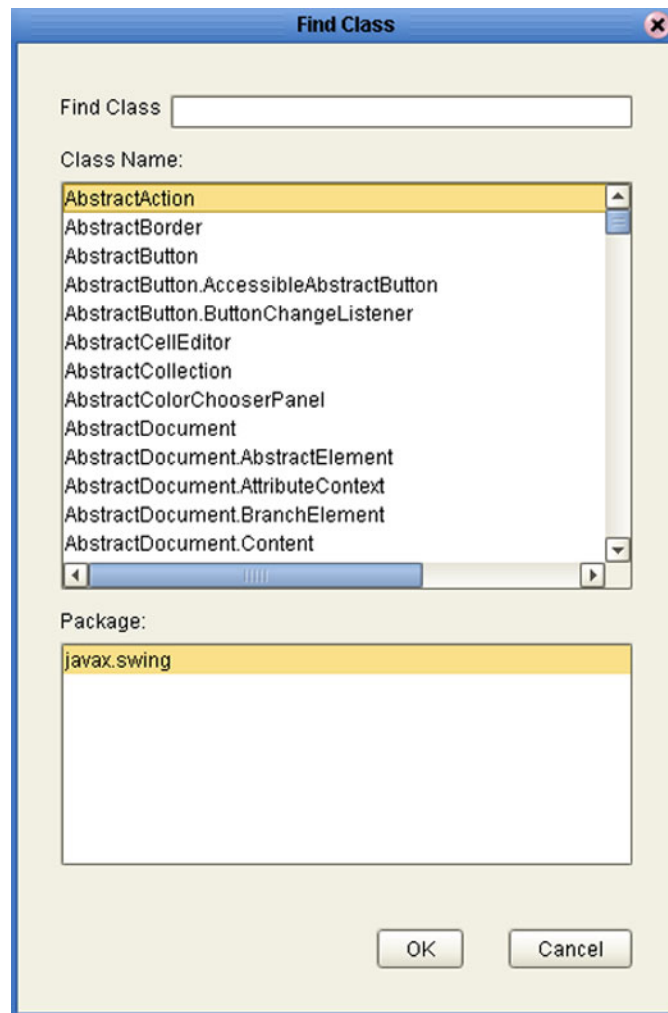 Find Class
Find Class
Class Name:
AbstractAction
AbstractBorder
AbstractButton
AbstractButton.AccessibleAbstractButton
AbstractButton.ButtonChangeListener
AbstractCellEditor
AbstractCollection
AbstractColorChooserPanel
AbstractDocument
AbstractDocument.AbstractElement
AbstractDocument.AttributeContext
AbstractDocument.BranchElement
AbstractDocument.Content
Package:
javax.swing
OK Cancel